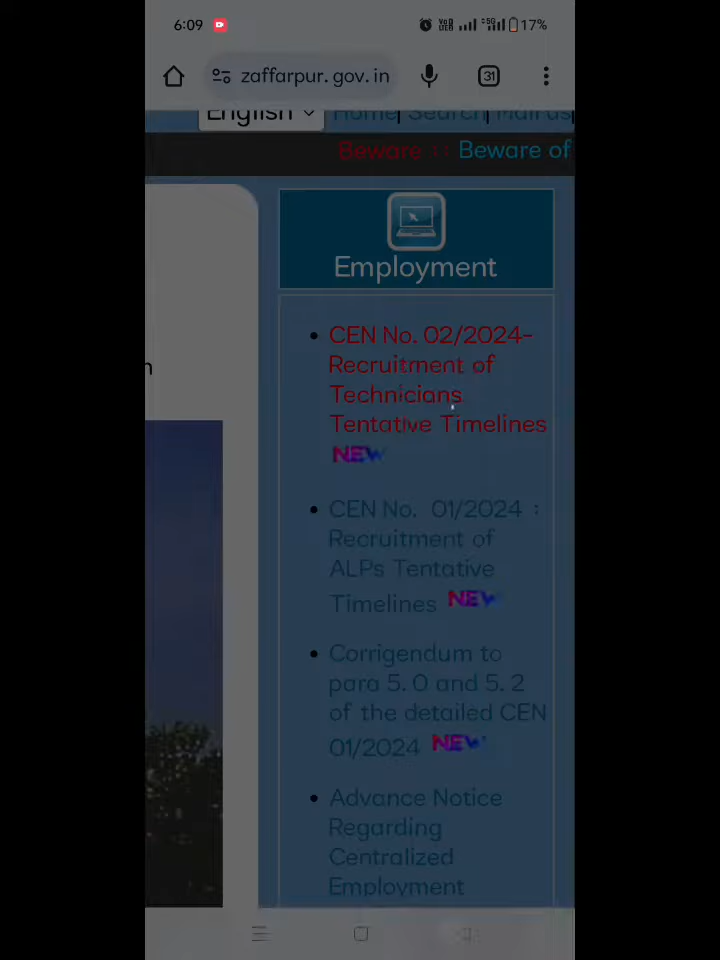 6:09
17%
zaffarpur.gov.in
31
English
Home| Search| Mail us|
Beware :: Beware of
Employment
n
CEN No. 02/2024-
Recruitment of
Technicians
Tentative Timelines
NEW
CEN No. 01/2024 :
Recruitment of
ALPs Tentative
Timelines NEW
Corrigendum to
para 5. 0 and 5. 2
of the detailed CEN
01/2024 NEW
Advance Notice
Regarding
Centralized
Employment